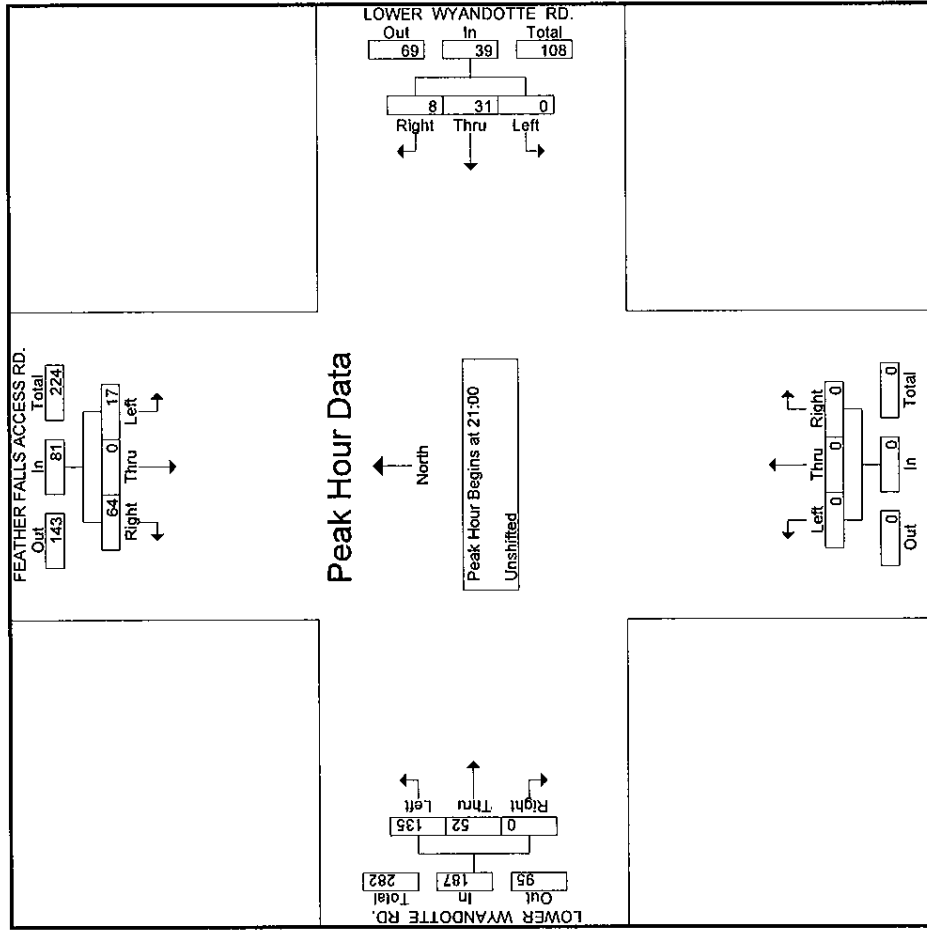 LOWER WYANDOTTE RD.
Out In Total
69 39 108
8 31 0
Right Thru Left
FEATHER FALLS ACCESS RD.
Out In Total
143 81 224
64 0 17
Right Thru Left
Peak Hour Data
North
Peak Hour Begins at 21:00
Unshifted
Left Thru Right
0 0 0
0 0 0
Out In Total
Left Thru Right
135 52 0
282 187 95
Total In Out
LOWER WYANDOTTE RD.